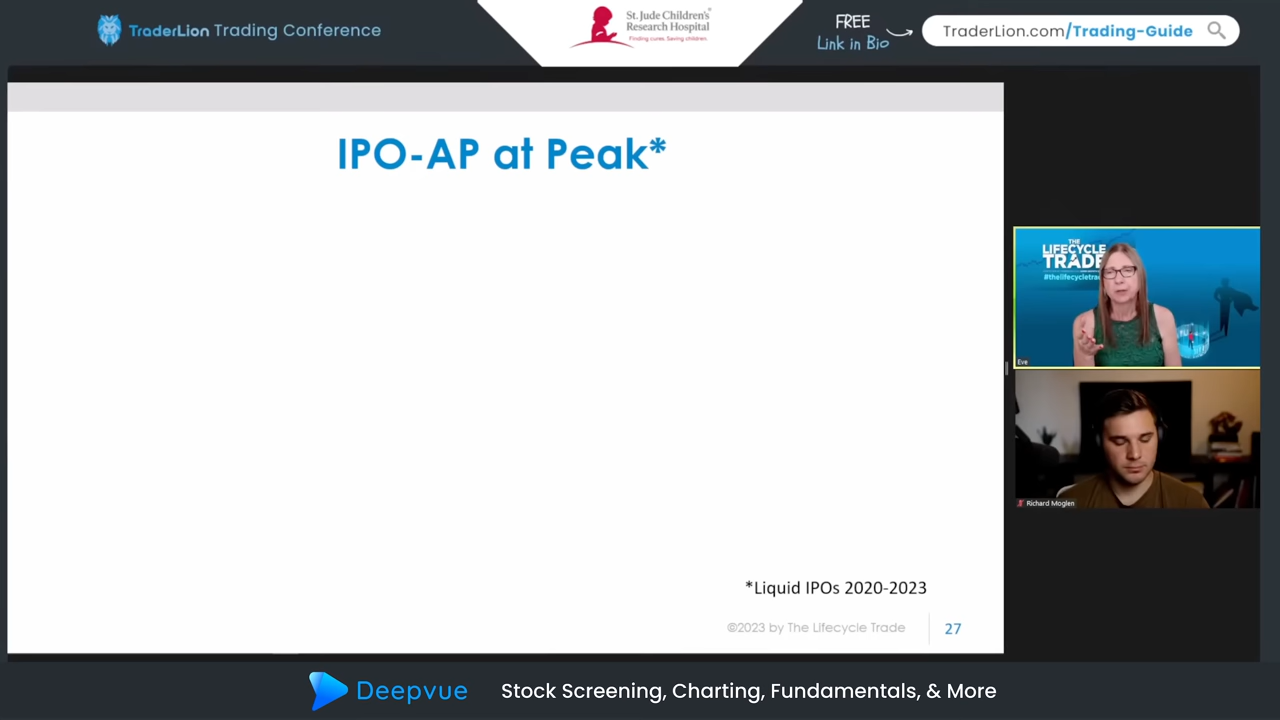 TraderLion Trading Conference
St. Jude Children's
Research Hospital
Finding cures. Saving children.
FREE
Link in Bio
TraderLion.com/Trading-Guide
IPO-AP at Peak*
THE
LIFECYCLE
TRADE
#thelifecycletra
Eve
Richard Moglen
*Liquid IPOs 2020-2023
©2023 by The Lifecycle Trade
27
Deepvue
Stock Screening, Charting, Fundamentals, & More